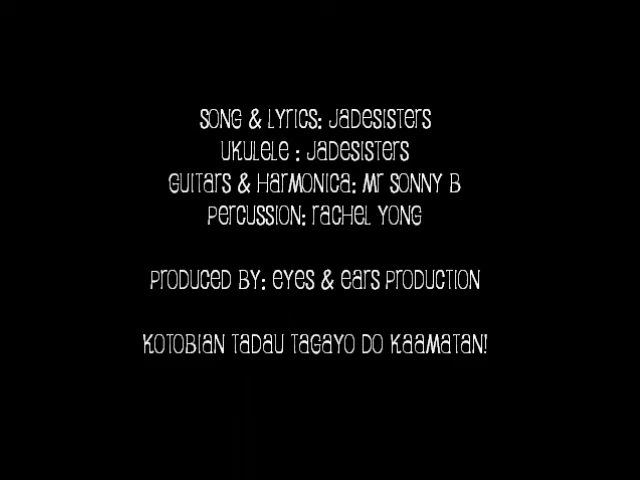 SONG & LYRICS: JADESISTERS
UKULELE : JADESISTERS
GUITARS & HARMONICA: MR SONNY B
PERCUSSION: RACHEL YONG
PRODUCED BY: EYES & EARS PRODUCTION
KOTOBIAN TADAU TAGAYO DO KAAMATAN!